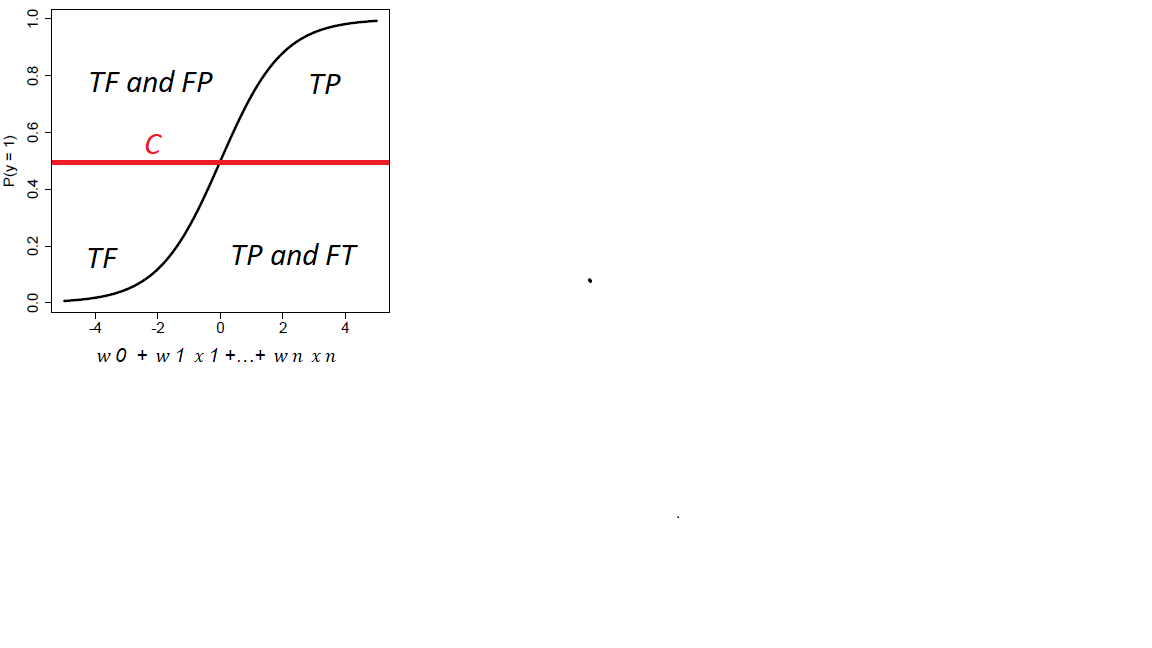 1.0
TF and FP
TP
0.8
0.6
C
P(y = 1)
0.4
0.2
TF
TP and FT
0.0
-4 -2 0 2 4
w 0 + w 1 x 1 +...+ w n x n